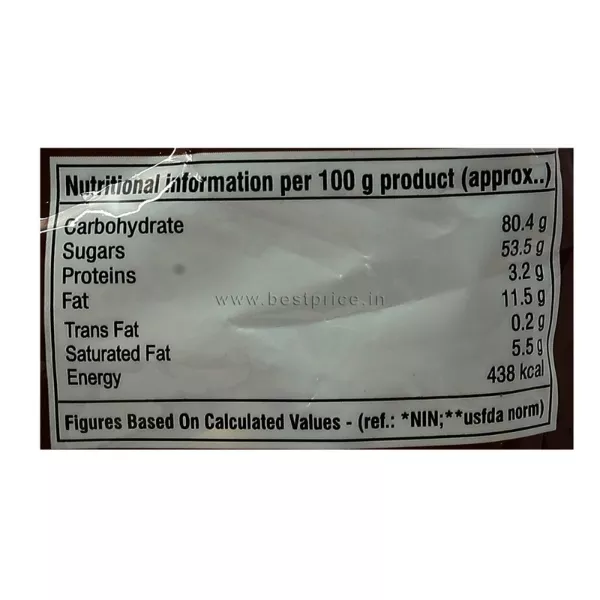 Nutritional information per 100 g product (approx..)
Carbohydrate 80.4 g
Sugars 53.5 g
Proteins 3.2 g
www.bestprice.in
Fat 11.5 g
Trans Fat 0.2 g
Saturated Fat 5.5 g
Energy 438 kcal
Figures Based On Calculated Values - (ref.: *NIN;**usfda norm)